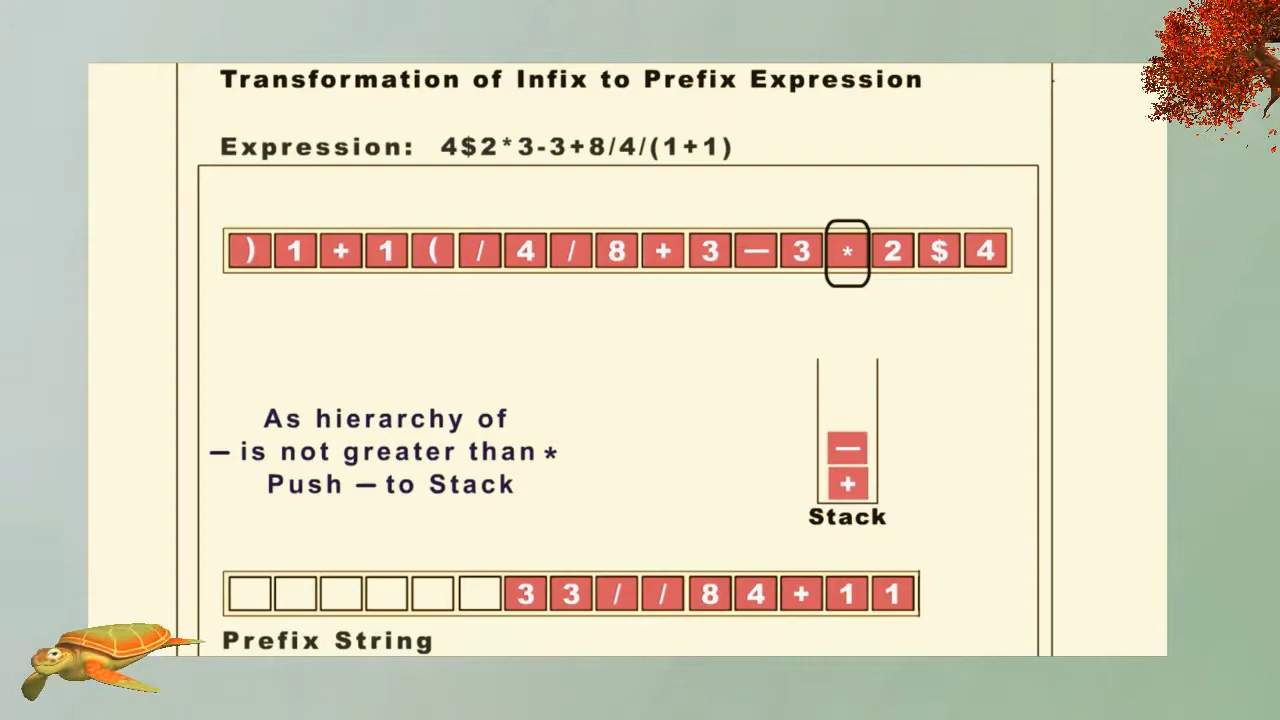 Transformation of Infix to Prefix Expression
Expression: 4$2*3-3+8/4/(1+1)
) 1 + 1 ( / 4 / 8 + 3 — 3 * 2 $ 4
As hierarchy of
— is not greater than *
Push — to Stack
—
+
Stack
3 3 / / 8 4 + 1 1
Prefix String